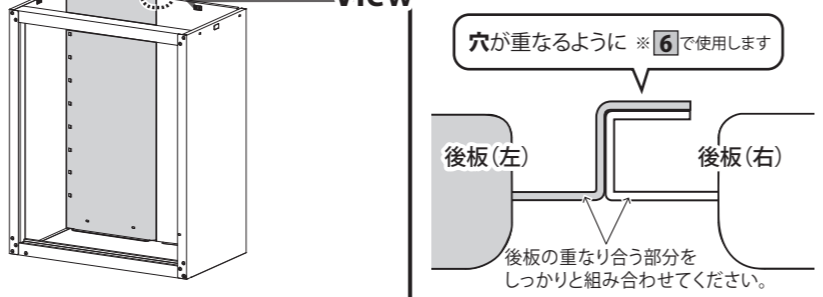 View
穴が重なるように ※6で使用します
後板(左)
後板(右)
後板の重なり合う部分を
しっかりと組み合わせてください。